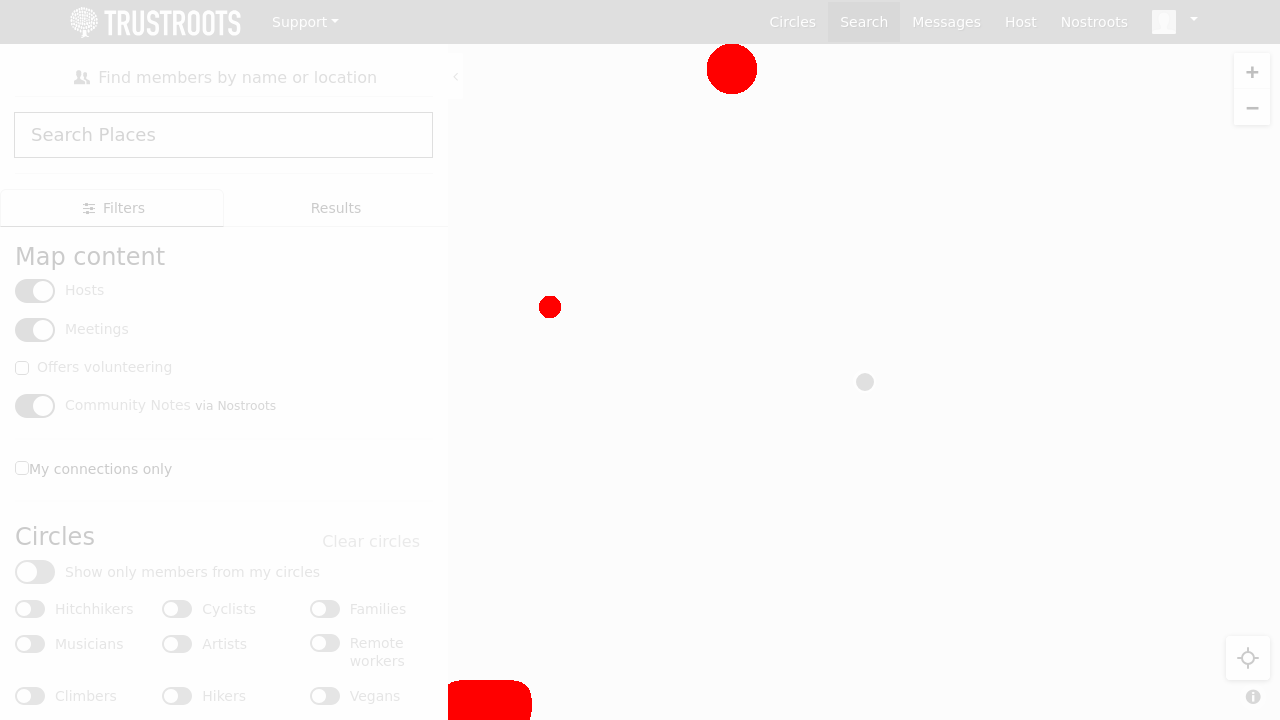 TRUSTROOTS
Support
Circles
Search
Messages
Host
Nostroots
Find members by name or location
Search Places
Filters
Results
Map content
Hosts
Meetings
Offers volunteering
Community Notes via Nostroots
My connections only
Circles
Clear circles
Show only members from my circles
Hitchhikers
Cyclists
Families
Musicians
Artists
Remote
workers
Climbers
Hikers
Vegans